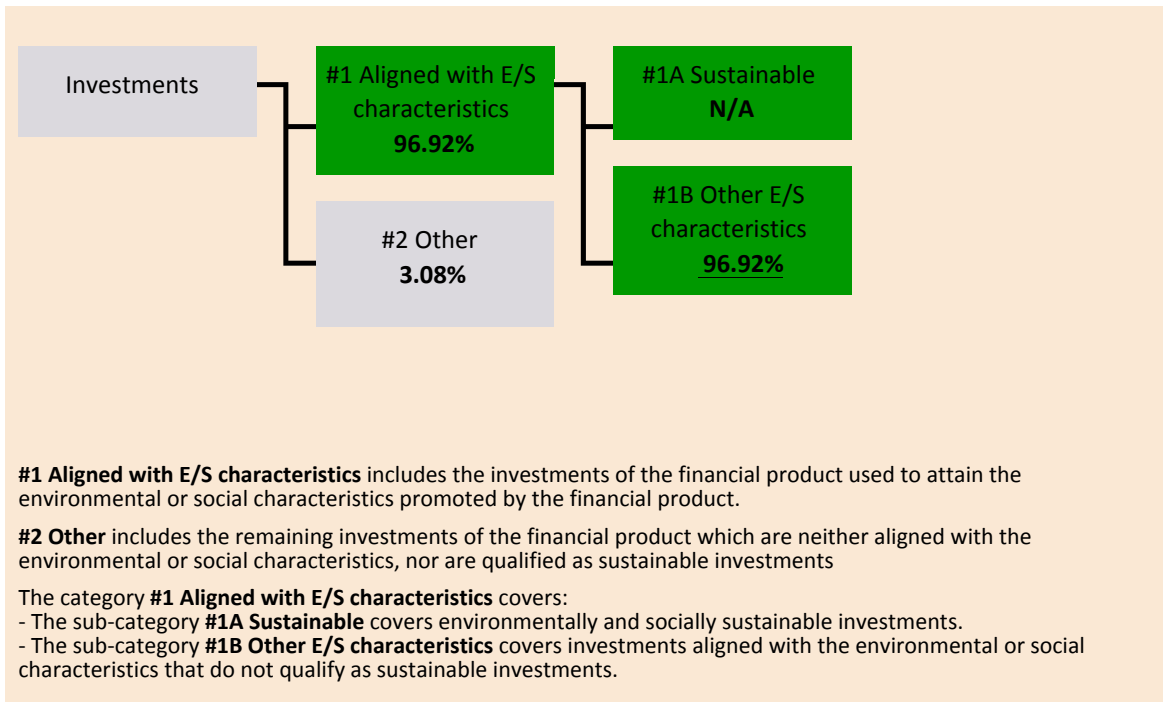 Investments
#1 Aligned with E/S
characteristics
96.92%
#2 Other
3.08%
#1A Sustainable
N/A
#1B Other E/S
characteristics
96.92%
#1 Aligned with E/S characteristics includes the investments of the financial product used to attain the
environmental or social characteristics promoted by the financial product.
#2 Other includes the remaining investments of the financial product which are neither aligned with the
environmental or social characteristics, nor are qualified as sustainable investments
The category #1 Aligned with E/S characteristics covers:
- The sub-category #1A Sustainable covers environmentally and socially sustainable investments.
- The sub-category #1B Other E/S characteristics covers investments aligned with the environmental or social
characteristics that do not qualify as sustainable investments.